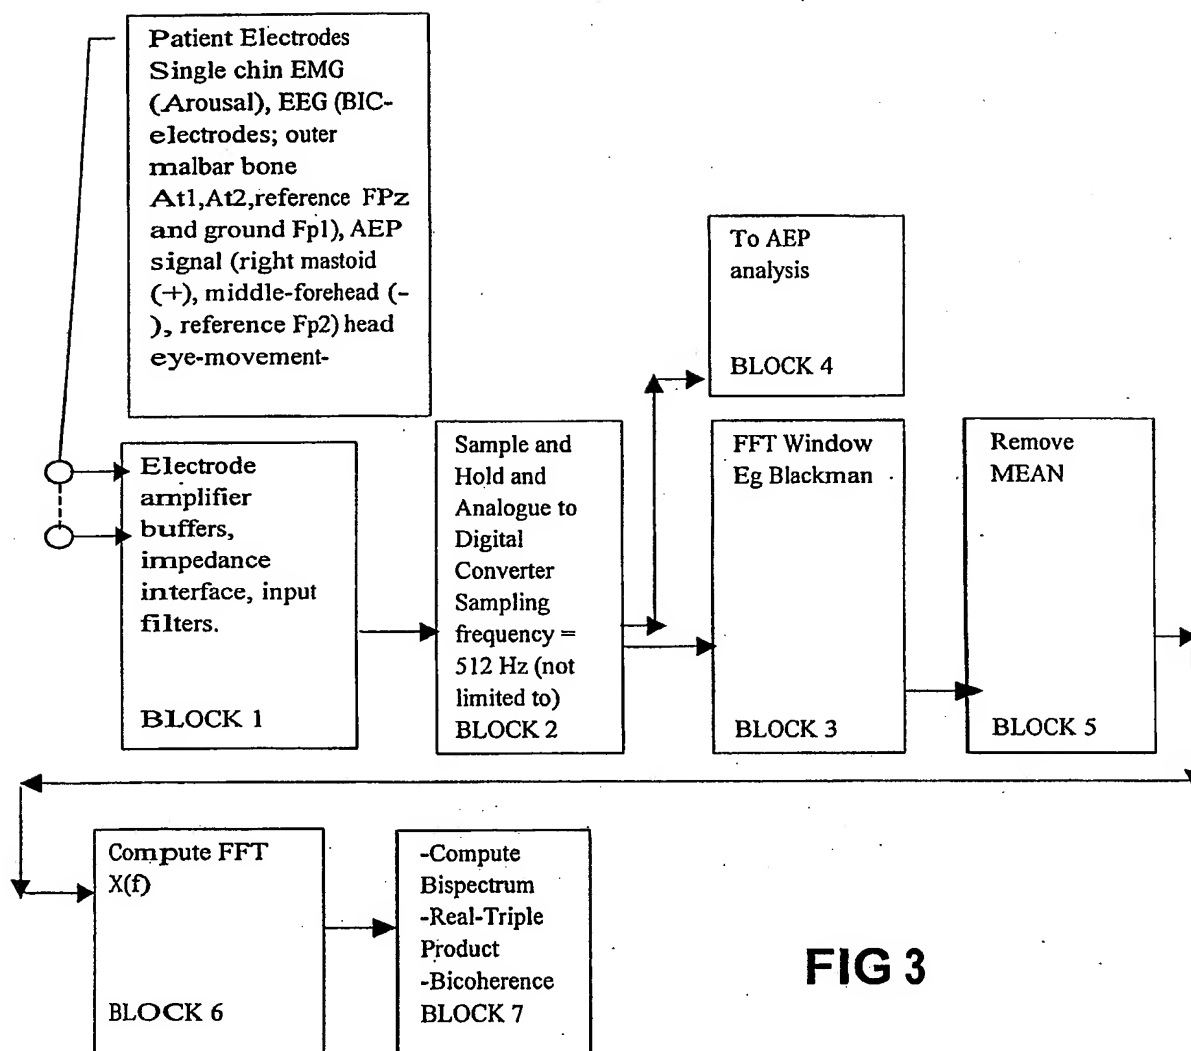 Patient Electrodes
Single chin EMG
(Arousal), EEG (BIC-
electrodes; outer
malbar bone
At1,At2,reference FPz
and ground Fp1), AEP
signal (right mastoid
(+), middle-forehead (-
), reference Fp2) head
eye-movement-
To AEP
analysis
BLOCK 4
Electrode
amplifier
buffers,
impedance
interface, input
filters.
BLOCK 1
Sample and
Hold and
Analogue to
Digital
Converter
Sampling
frequency =
512 Hz (not
limited to)
BLOCK 2
FFT Window
Eg Blackman
BLOCK 3
Remove
MEAN
BLOCK 5
Compute FFT
X(f)
BLOCK 6
-Compute
Bispectrum
-Real-Triple
Product
-Bicoherence
BLOCK 7
FIG 3